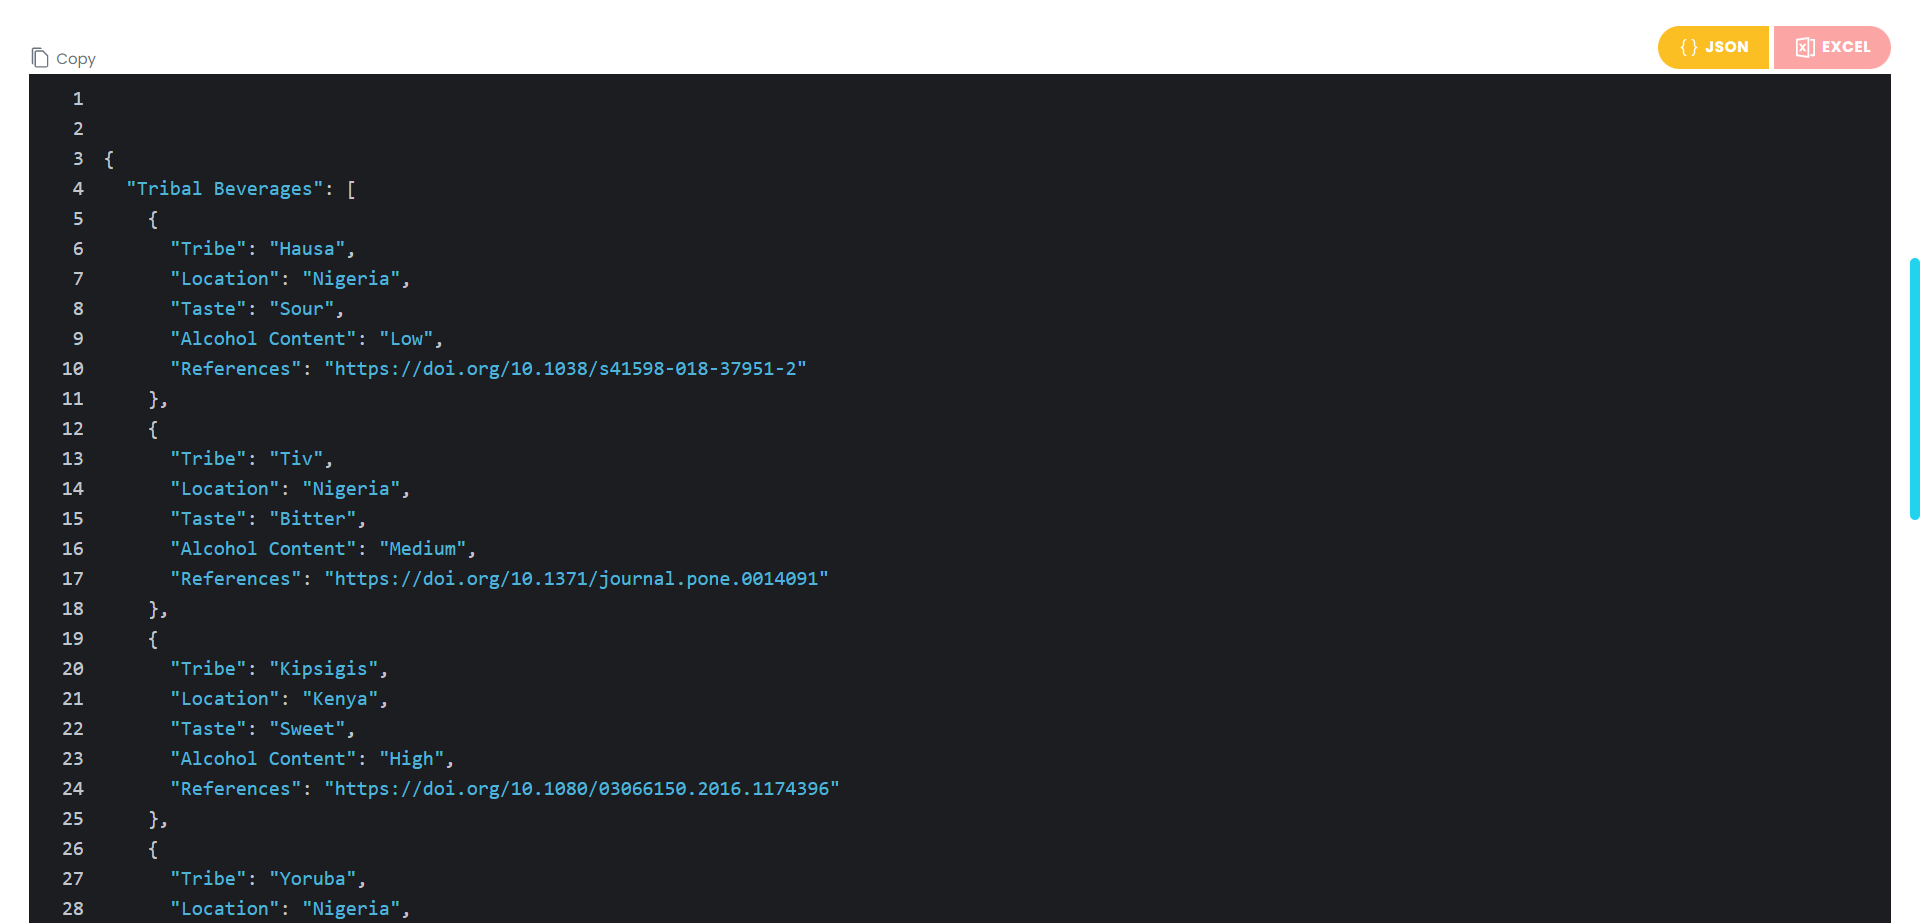 Copy
{ } JSON
EXCEL
1
2
3 {
4 "Tribal Beverages": [
5 {
6 "Tribe": "Hausa",
7 "Location": "Nigeria",
8 "Taste": "Sour",
9 "Alcohol Content": "Low",
10 "References": "https://doi.org/10.1038/s41598-018-37951-2"
11 },
12 {
13 "Tribe": "Tiv",
14 "Location": "Nigeria",
15 "Taste": "Bitter",
16 "Alcohol Content": "Medium",
17 "References": "https://doi.org/10.1371/journal.pone.0014091"
18 },
19 {
20 "Tribe": "Kipsigis",
21 "Location": "Kenya",
22 "Taste": "Sweet",
23 "Alcohol Content": "High",
24 "References": "https://doi.org/10.1080/03066150.2016.1174396"
25 },
26 {
27 "Tribe": "Yoruba",
28 "Location": "Nigeria",